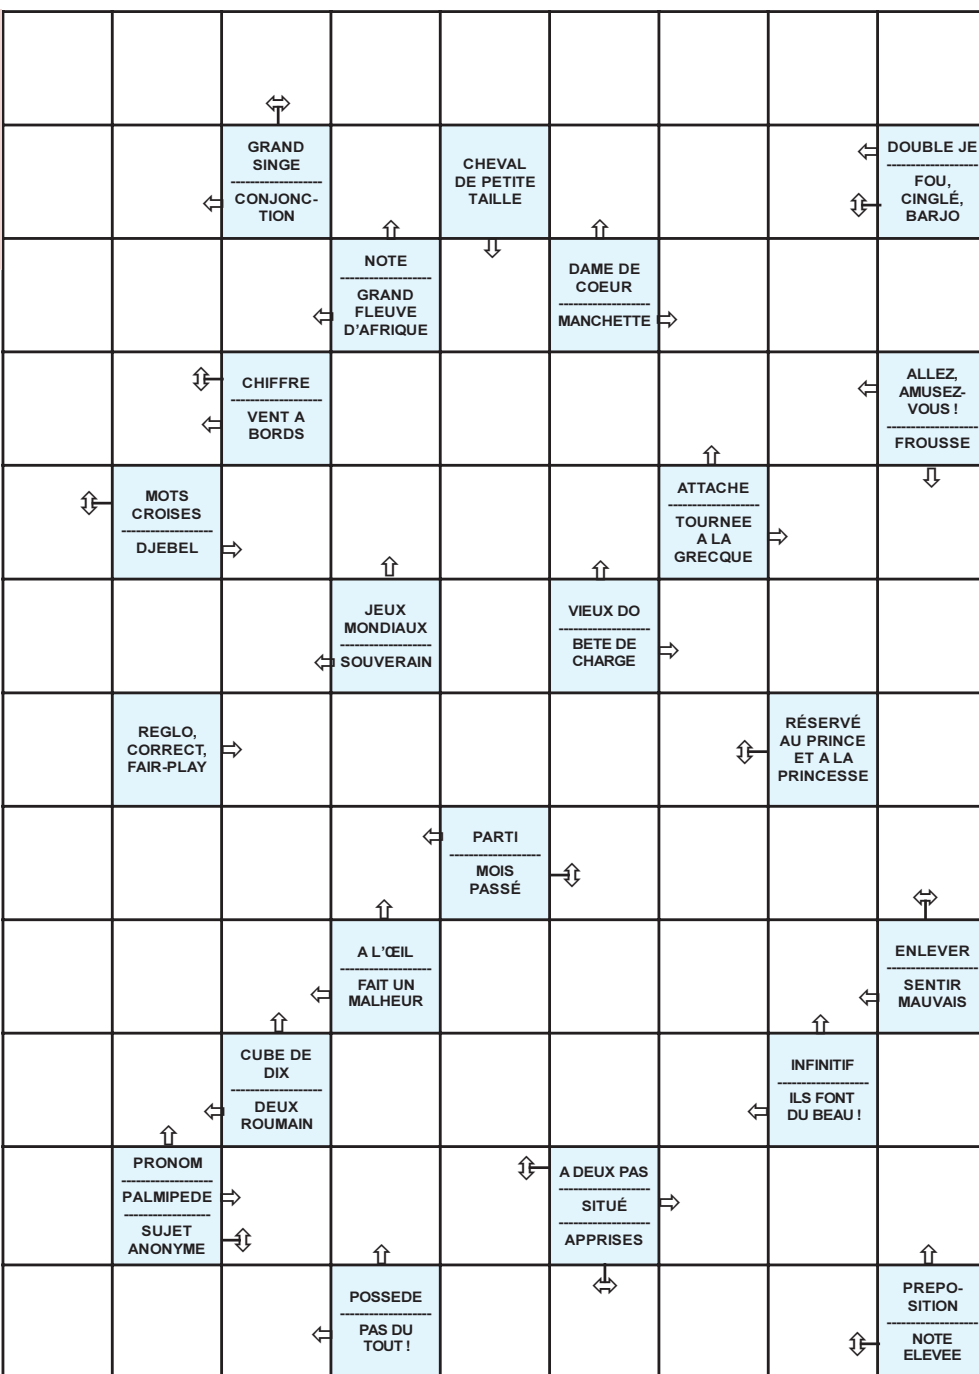 GRAND
SINGE
CONJONC-
TION
CHEVAL
DE PETITE
TAILLE
DOUBLE JE
FOU,
CINGLÉ,
BARJO
NOTE
GRAND
FLEUVE
D'AFRIQUE
DAME DE
COEUR
MANCHETTE
CHIFFRE
VENT A
BORDS
ALLEZ,
AMUSEZ-
VOUS !
FROUSSE
MOTS
CROISES
DJEBEL
ATTACHE
TOURNEE
A LA
GRECQUE
JEUX
MONDIAUX
SOUVERAIN
VIEUX DO
BETE DE
CHARGE
REGLO,
CORRECT,
FAIR-PLAY
RÉSERVÉ
AU PRINCE
ET A LA
PRINCESSE
PARTI
MOIS
PASSÉ
A L'ŒIL
FAIT UN
MALHEUR
ENLEVER
SENTIR
MAUVAIS
CUBE DE
DIX
DEUX
ROUMAIN
INFINITIF
ILS FONT
DU BEAU !
PRONOM
PALMIPEDE
SUJET
ANONYME
A DEUX PAS
SITUÉ
APPRISES
POSSEDE
PAS DU
TOUT !
PREPO-
SITION
NOTE
ELEVEE